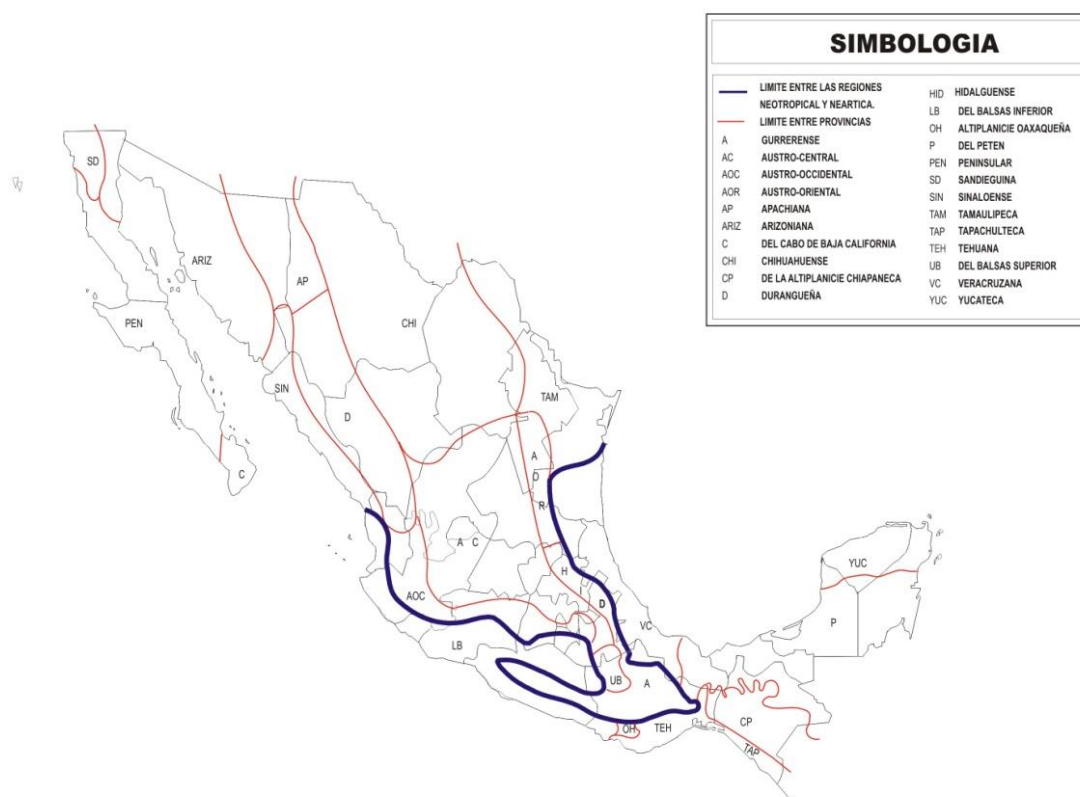 SIMBOLOGIA
LIMITE ENTRE LAS REGIONES
NEOTROPICAL Y NEARTICA.
LIMITE ENTRE PROVINCIAS
A GURRERENSE
AC AUSTRO-CENTRAL
AOC AUSTRO-OCCIDENTAL
AOR AUSTRO-ORIENTAL
AP APACHIANA
ARIZ ARIZONIANA
C DEL CABO DE BAJA CALIFORNIA
CHI CHIHUAHUENSE
CP DE LA ALTIPLANICIE CHIAPANECA
D DURANGUEÑA
HID HIDALGUENSE
LB DEL BALSAS INFERIOR
OH ALTIPLANICIE OAXAQUEÑA
P DEL PETEN
PEN PENINSULAR
SD SANDIEGUINA
SIN SINALOENSE
TAM TAMAULIPECA
TAP TAPACHULTECA
TEH TEHUANA
UB DEL BALSAS SUPERIOR
VC VERACRUZANA
YUC YUCATECA
SD
ARIZ
AP
PEN
CHI
SIN
TAM
D
A
O
R
C
A C
H
I
D
YUC
AOC
VC
P
LB
UB
A
CP
OH
TEH
TAP